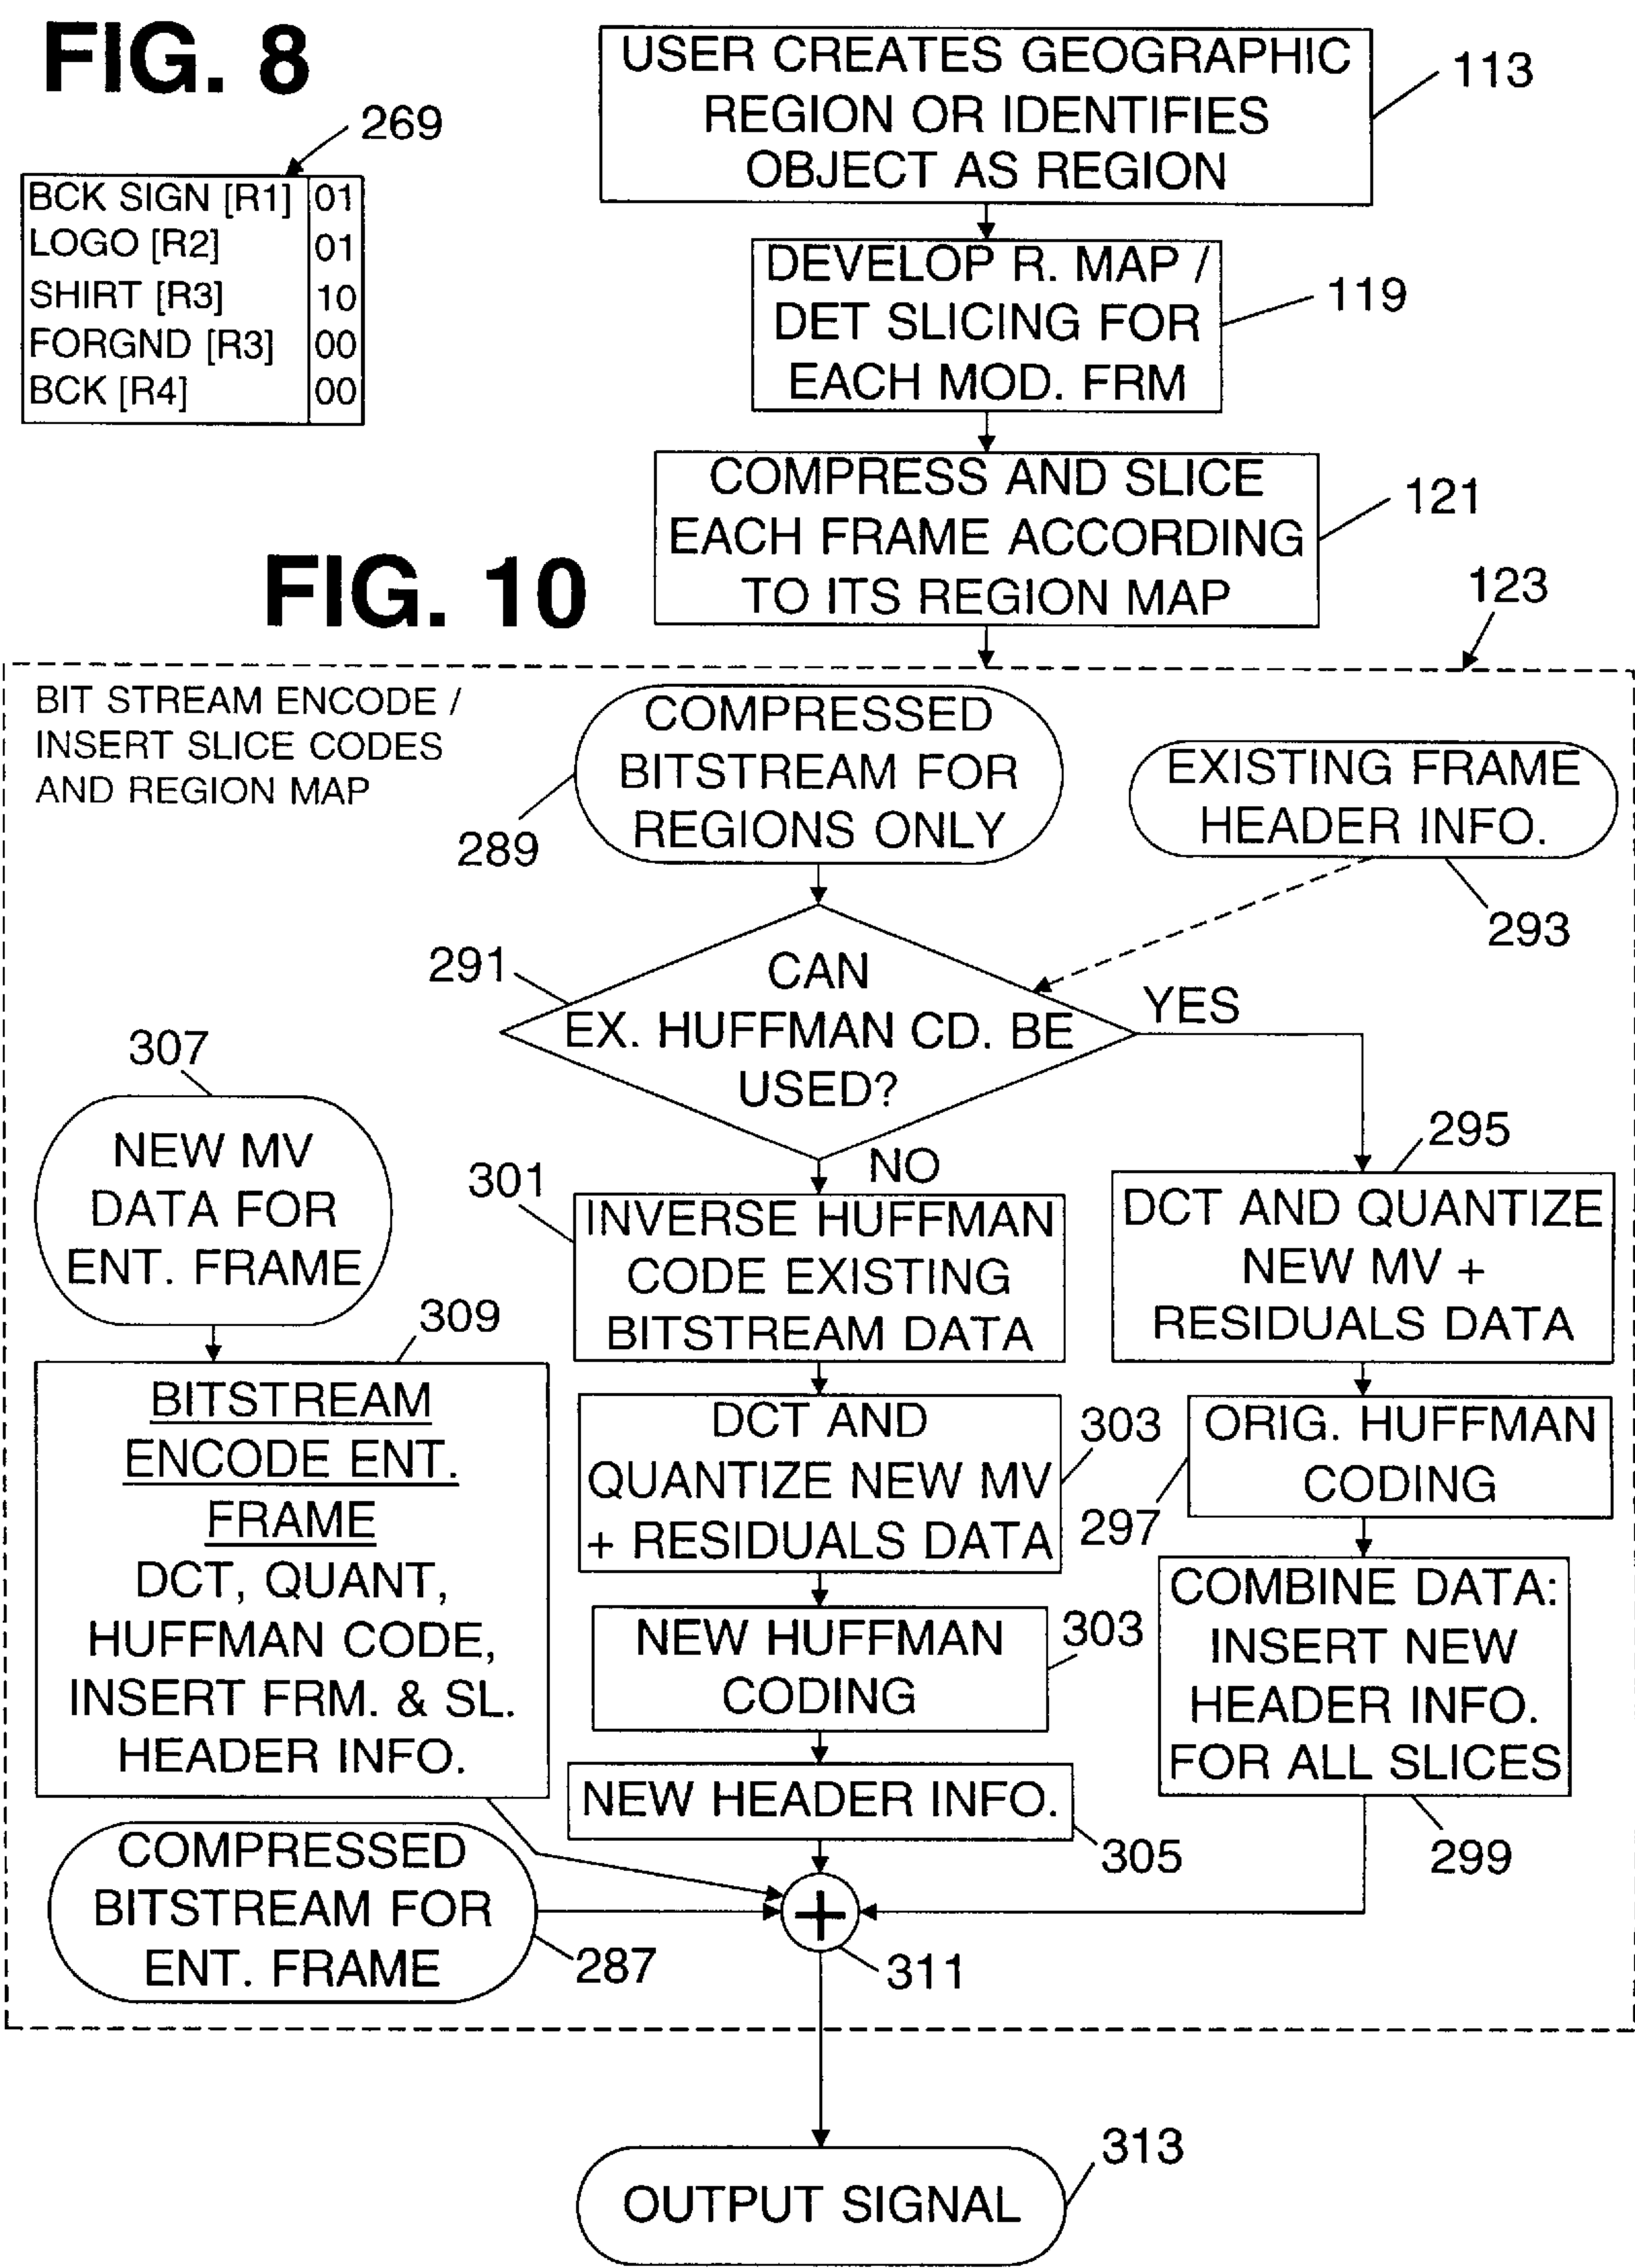 FIG. 8
269
BCK SIGN [R1] 01
LOGO [R2] 01
SHIRT [R3] 10
FORGND [R3] 00
BCK [R4] 00
FIG. 10
USER CREATES GEOGRAPHIC
REGION OR IDENTIFIES
OBJECT AS REGION
113
DEVELOP R. MAP /
DET SLICING FOR
EACH MOD. FRM
119
COMPRESS AND SLICE
EACH FRAME ACCORDING
TO ITS REGION MAP
121
123
BIT STREAM ENCODE /
INSERT SLICE CODES
AND REGION MAP
COMPRESSED
BITSTREAM FOR
REGIONS ONLY
289
EXISTING FRAME
HEADER INFO.
293
291
CAN
EX. HUFFMAN CD. BE
USED?
YES
NO
307
NEW MV
DATA FOR
ENT. FRAME
301
INVERSE HUFFMAN
CODE EXISTING
BITSTREAM DATA
295
DCT AND QUANTIZE
NEW MV +
RESIDUALS DATA
309
BITSTREAM
ENCODE ENT.
FRAME
DCT, QUANT,
HUFFMAN CODE,
INSERT FRM. & SL.
HEADER INFO.
DCT AND
QUANTIZE NEW MV
+ RESIDUALS DATA
303
ORIG. HUFFMAN
CODING
297
NEW HUFFMAN
CODING
303
COMBINE DATA:
INSERT NEW
HEADER INFO.
FOR ALL SLICES
299
NEW HEADER INFO.
305
COMPRESSED
BITSTREAM FOR
ENT. FRAME
287
+
311
OUTPUT SIGNAL
313